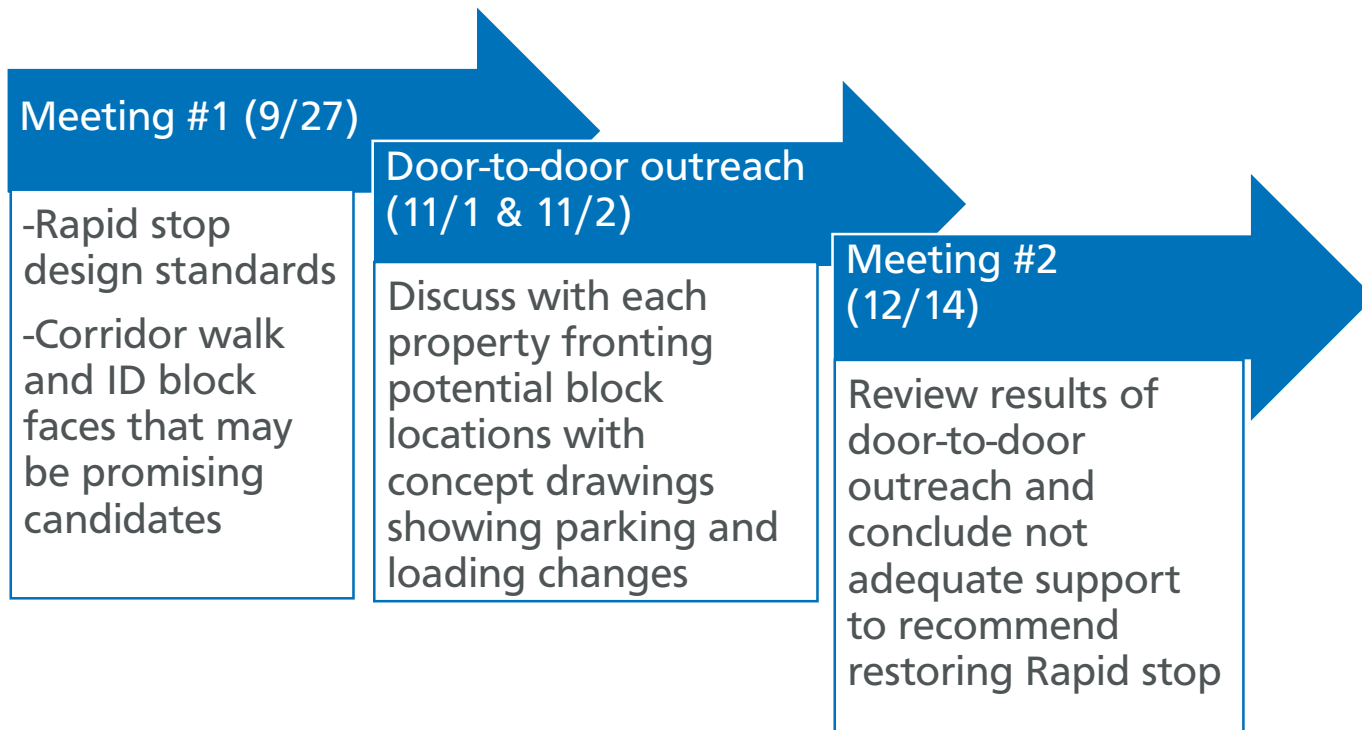 Meeting #1 (9/27)
-Rapid stop
design standards
-Corridor walk
and ID block
faces that may
be promising
candidates
Door-to-door outreach
(11/1 & 11/2)
Discuss with each
property fronting
potential block
locations with
concept drawings
showing parking and
loading changes
Meeting #2
(12/14)
Review results of
door-to-door
outreach and
conclude not
adequate support
to recommend
restoring Rapid stop